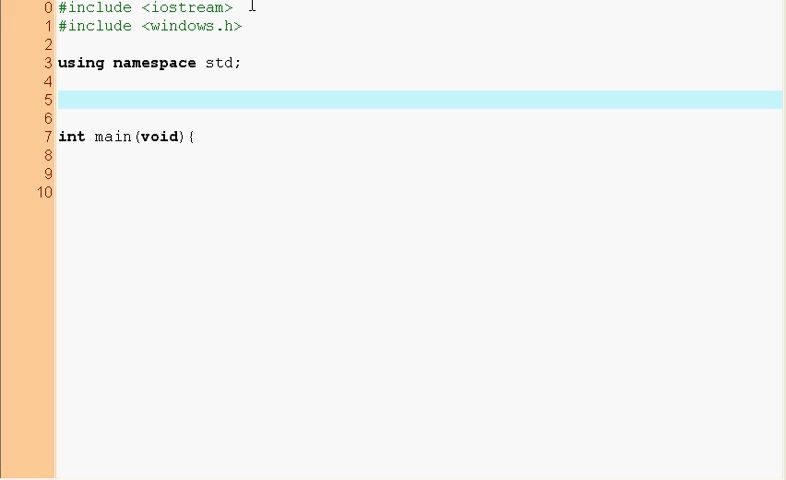 0 #include <iostream>
1 #include <windows.h>
2
3 using namespace std;
4
5
6
7 int main(void){
8
9
10